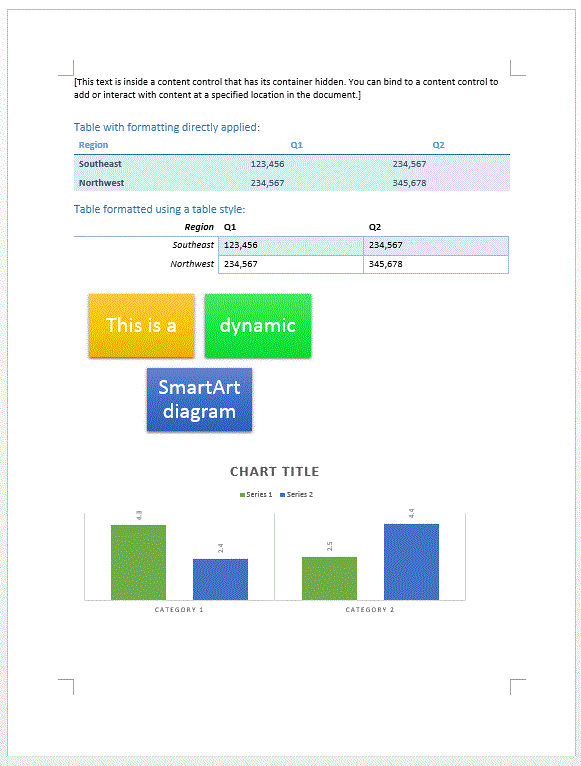 [This text is inside a content control that has its container hidden. You can bind to a content control to
add or interact with content at a specified location in the document.]
Table with formatting directly applied:
Region Q1 Q2
Southeast 123,456 234,567
Northwest 234,567 345,678
Table formatted using a table style:
Region Q1 Q2
Southeast 123,456 234,567
Northwest 234,567 345,678
This is a dynamic
SmartArt
diagram
CHART TITLE
Series 1 Series 2
4.3 2.4 2.5 4.4
CATEGORY 1 CATEGORY 2